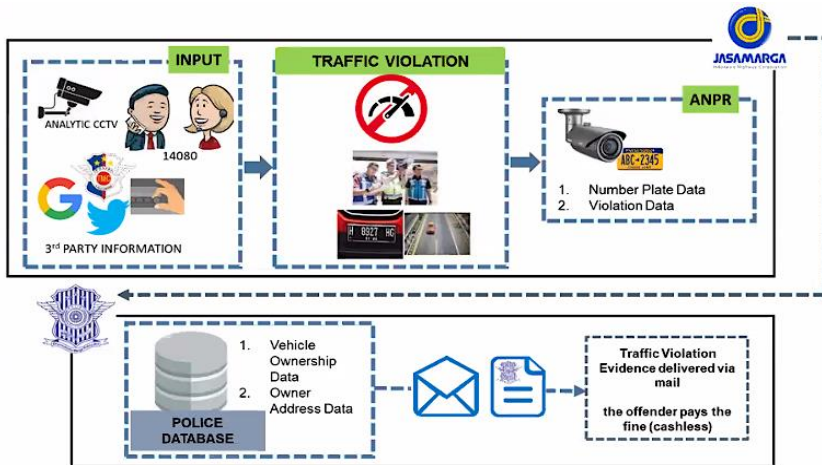 JASAMARGA
INPUT
TRAFFIC VIOLATION
ANPR
ANALYTIC CCTV
14080
TMC
G
3rd PARTY INFORMATION
H 8927 HG
ABC-2345
1. Number Plate Data
2. Violation Data
1. Vehicle
Ownership
Data
2. Owner
Address Data
POLICE
DATABASE
Traffic Violation
Evidence delivered via
mail
the offender pays the
fine (cashless)